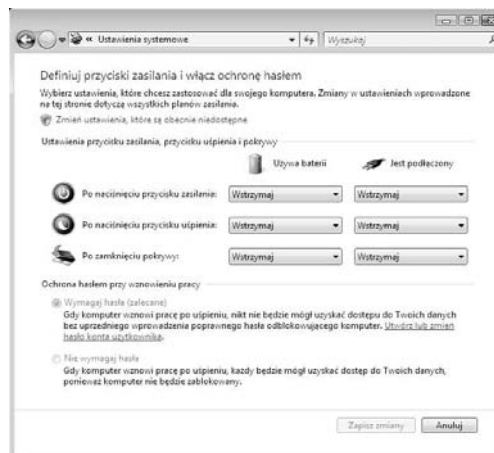 « Ustawienia systemowe
Wyszukaj
Definiuj przyciski zasilania i włącz ochronę hasłem
Wybierz ustawienia, które chcesz zastosować dla swojego komputera. Zmiany w ustawieniach wprowadzone
na tej stronie dotyczą wszystkich planów zasilania.
Zmień ustawienia, które są obecnie niedostępne
Ustawienia przycisku zasilania, przycisku uśpienia i pokrywy
Używa baterii Jest podłączony
Po naciśnięciu przycisku zasilania: Wstrzymaj Wstrzymaj
Po naciśnięciu przycisku uśpienia: Wstrzymaj Wstrzymaj
Po zamknięciu pokrywy: Wstrzymaj Wstrzymaj
Ochrona hasłem przy wznowieniu pracy
Wymagaj hasła (zalecane)
Gdy komputer wznowi pracę po uśpieniu, nikt nie będzie mógł uzyskać dostępu do Twoich danych
bez uprzedniego wprowadzenia poprawnego hasła odblokowującego komputer. Utwórz lub zmień
hasło konta użytkownika.
Nie wymagaj hasła
Gdy komputer wznowi pracę po uśpieniu, każdy będzie mógł uzyskać dostęp do Twoich danych,
ponieważ komputer nie będzie zablokowany.
Zapisz zmiany Anuluj